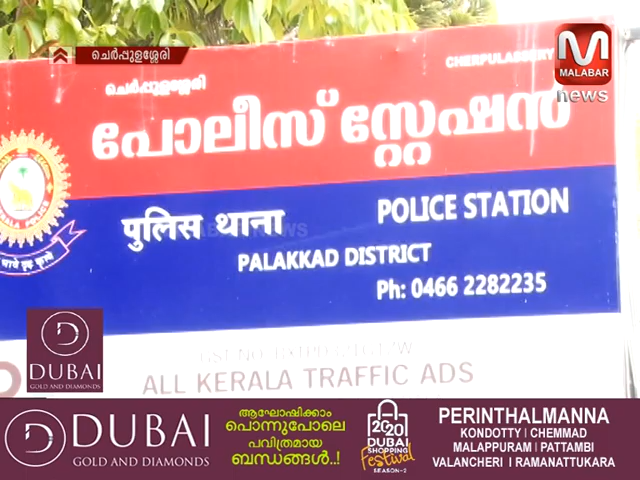 ചെർപ്പുളശ്ശേരി
CHERPULASSERY
M
MALABAR
news
ചെർപ്പുളശ്ശേരി
പോലീസ് സ്റ്റേഷൻ
पुलिस थाना
POLICE STATION
PALAKKAD DISTRICT
Ph: 0466 2282235
ALL KERALA TRAFFIC ADS
DUBAI
GOLD AND DIAMONDS
DUBAI
GOLD AND DIAMONDS
ആഘോഷിക്കാം
പൊന്നുപോലെ
പവിത്രമായ
ബന്ധങ്ങൾ..!
2020
DUBAI
SHOPPING
Festival
SEASON-2
PERINTHALMANNA
KONDOTTY | CHEMMAD
MALAPPURAM | PATTAMBI
VALANCHERI | RAMANATTUKARA